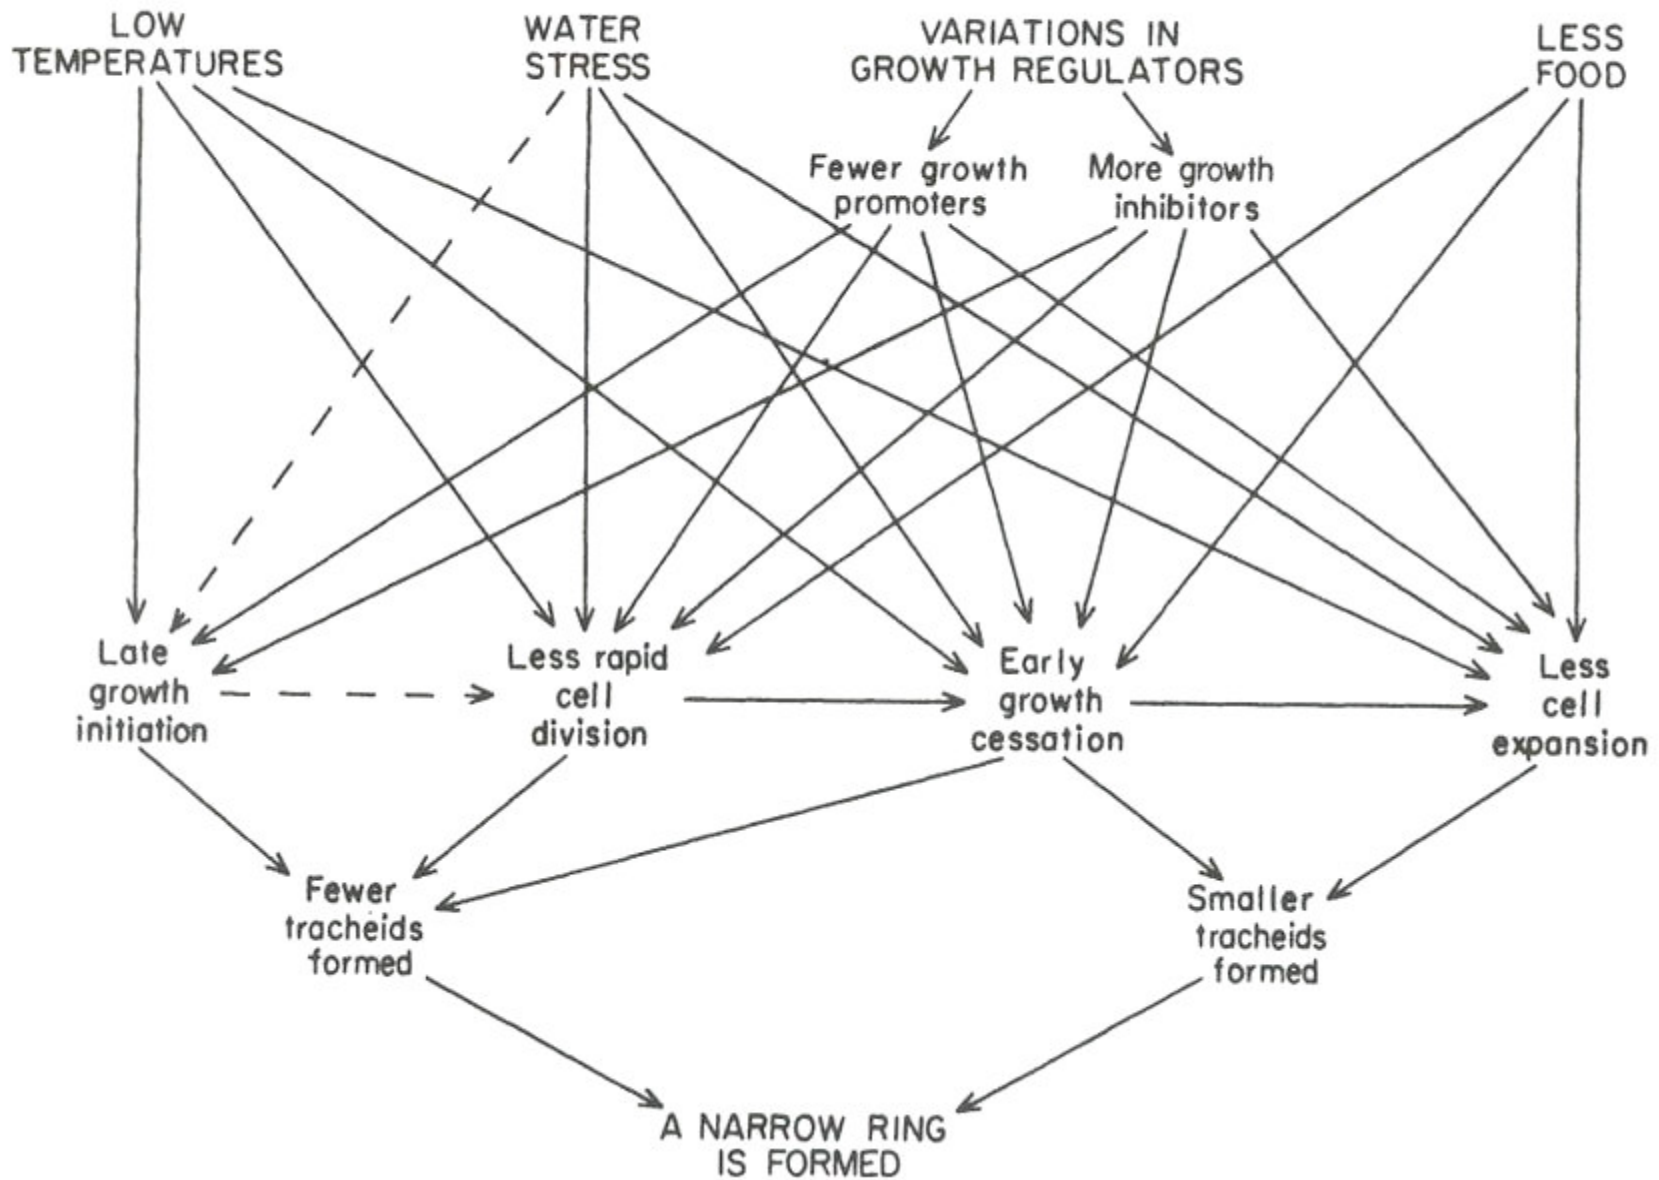 LOW
TEMPERATURES
WATER
STRESS
VARIATIONS IN
GROWTH REGULATORS
LESS
FOOD
Fewer growth
promoters
More growth
inhibitors
Late
growth
initiation
Less rapid
cell
division
Early
growth
cessation
Less
cell
expansion
Fewer
tracheids
formed
Smaller
tracheids
formed
A NARROW RING
IS FORMED